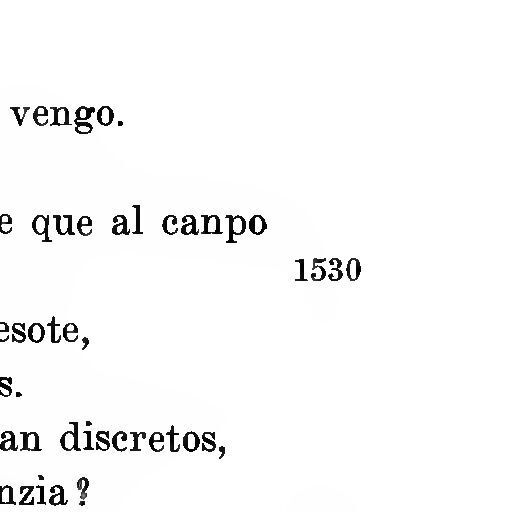 vengo.
e que al canpo
1530
esote,
s.
an discretos,
nzia?